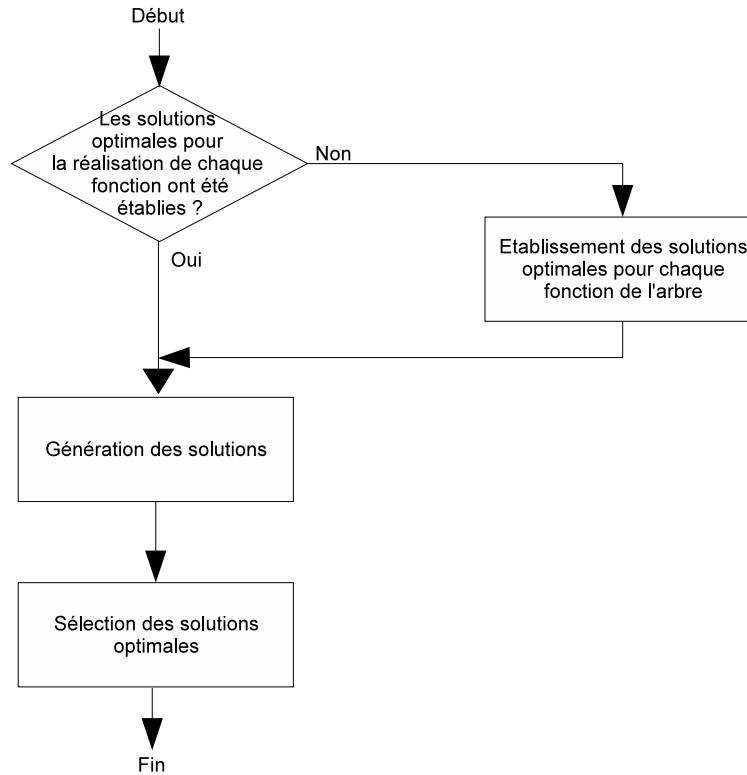 Début
Les solutions
optimales pour
la réalisation de chaque
fonction ont été
établies ?
Non
Oui
Etablissement des solutions
optimales pour chaque
fonction de l'arbre
Génération des solutions
Sélection des solutions
optimales
Fin